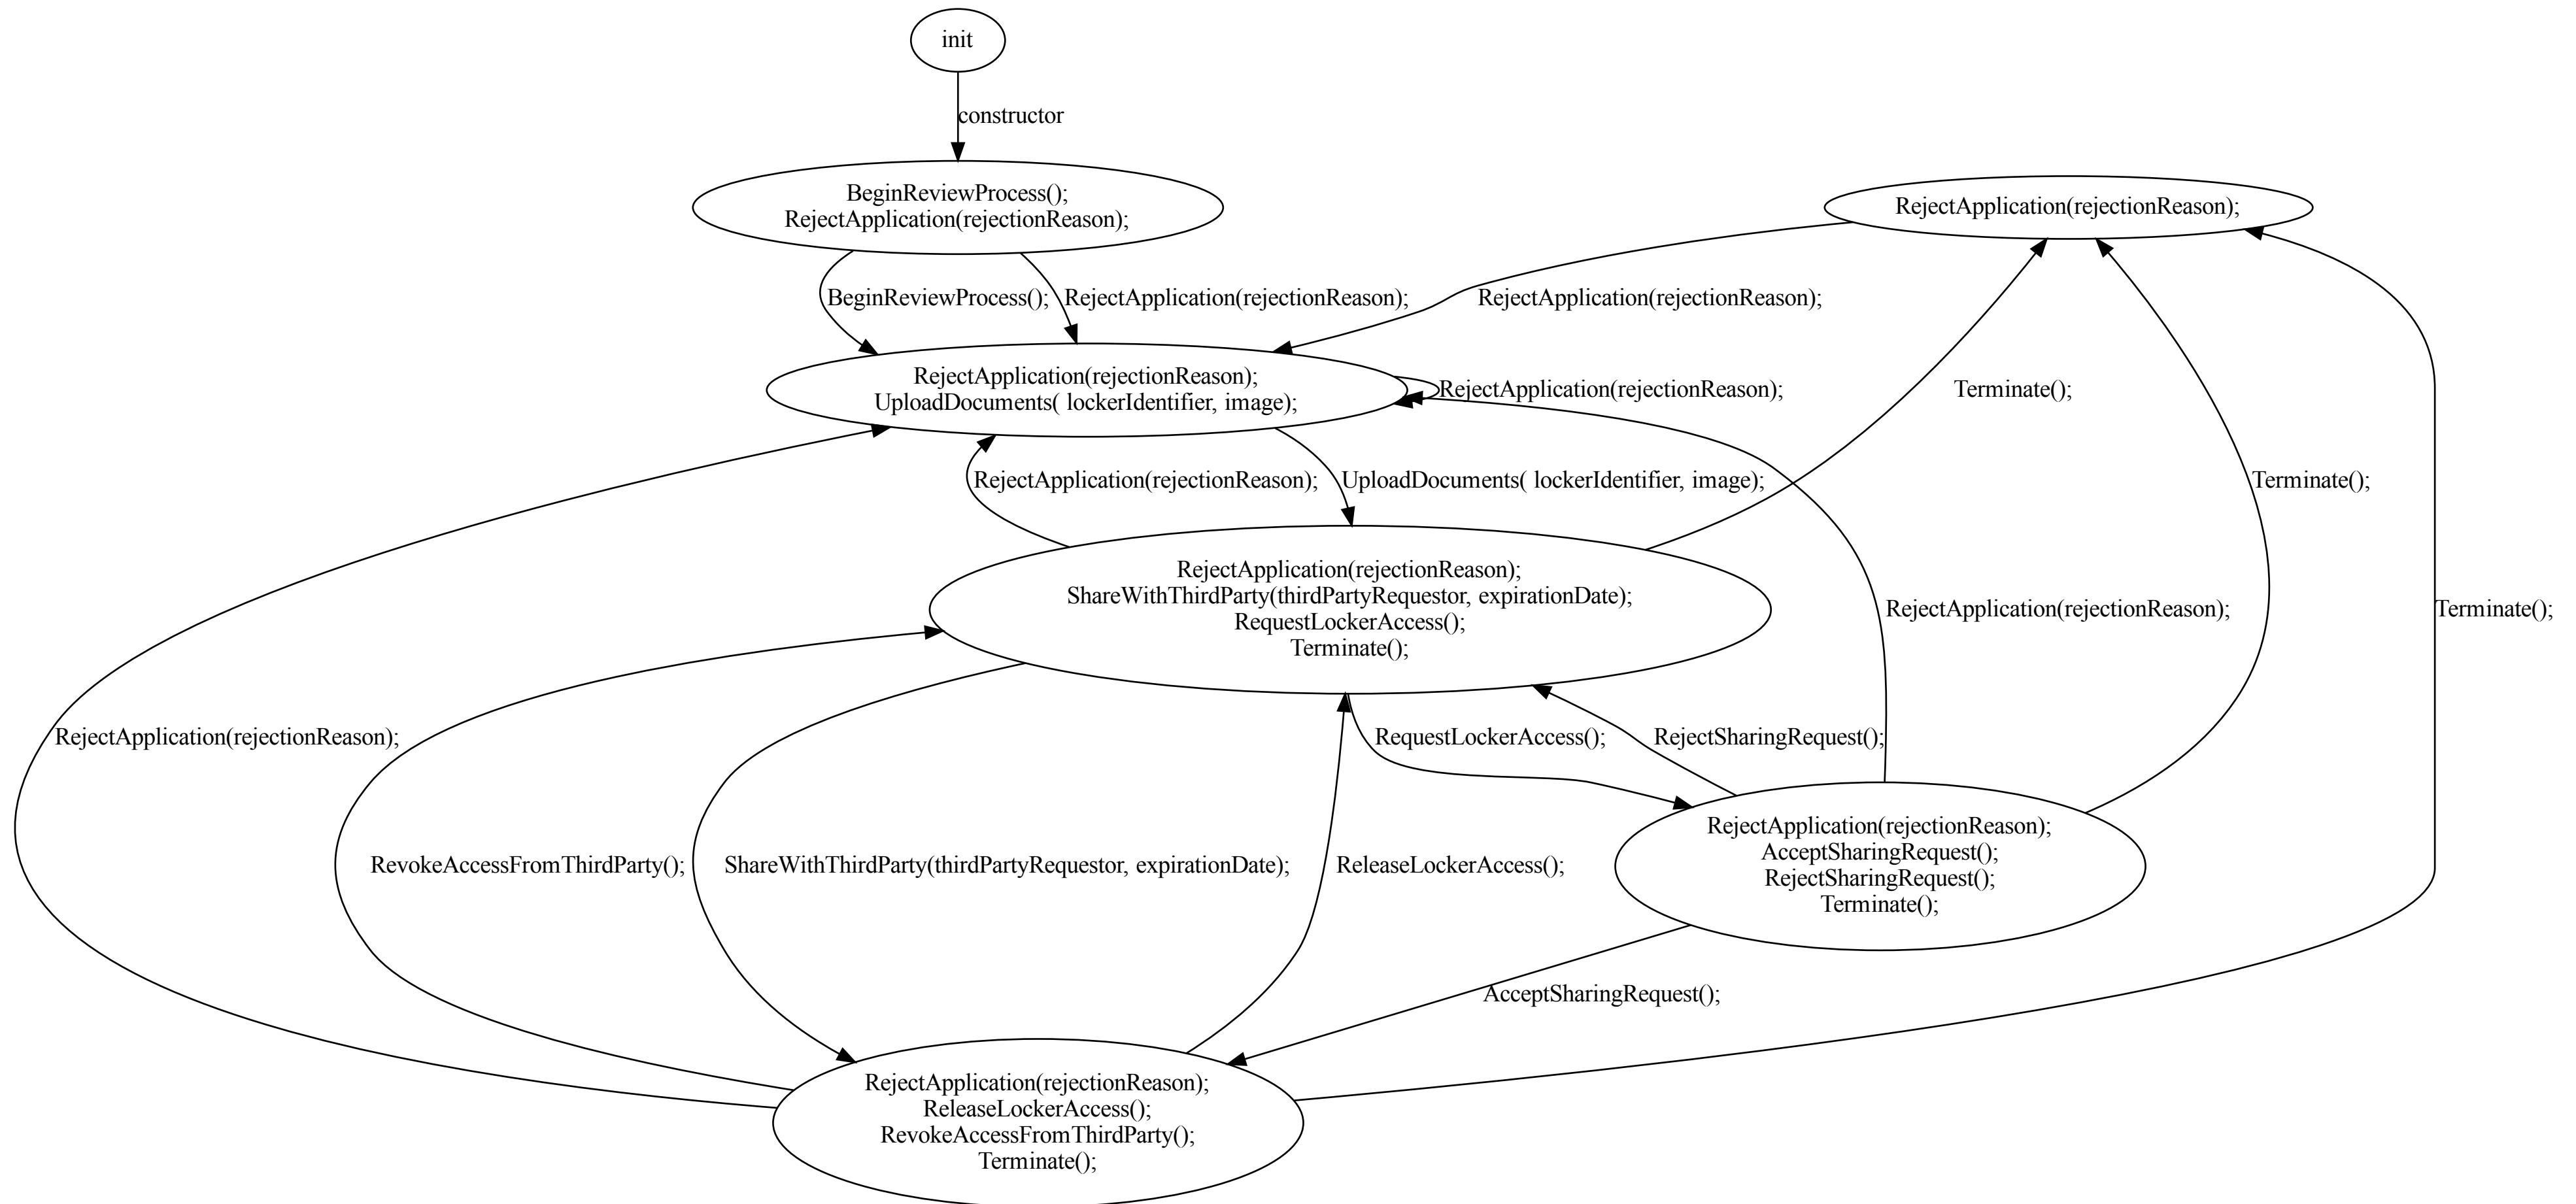 init
constructor
BeginReviewProcess();
RejectApplication(rejectionReason);
RejectApplication(rejectionReason);
BeginReviewProcess();
RejectApplication(rejectionReason);
RejectApplication(rejectionReason);
RejectApplication(rejectionReason);
UploadDocuments( lockerIdentifier, image);
RejectApplication(rejectionReason);
Terminate();
RejectApplication(rejectionReason);
UploadDocuments( lockerIdentifier, image);
Terminate();
RejectApplication(rejectionReason);
ShareWithThirdParty(thirdPartyRequestor, expirationDate);
RequestLockerAccess();
Terminate();
RejectApplication(rejectionReason);
Terminate();
RejectApplication(rejectionReason);
RequestLockerAccess();
RejectSharingRequest();
RevokeAccessFromThirdParty();
ShareWithThirdParty(thirdPartyRequestor, expirationDate);
ReleaseLockerAccess();
RejectApplication(rejectionReason);
AcceptSharingRequest();
RejectSharingRequest();
Terminate();
AcceptSharingRequest();
RejectApplication(rejectionReason);
ReleaseLockerAccess();
RevokeAccessFromThirdParty();
Terminate();